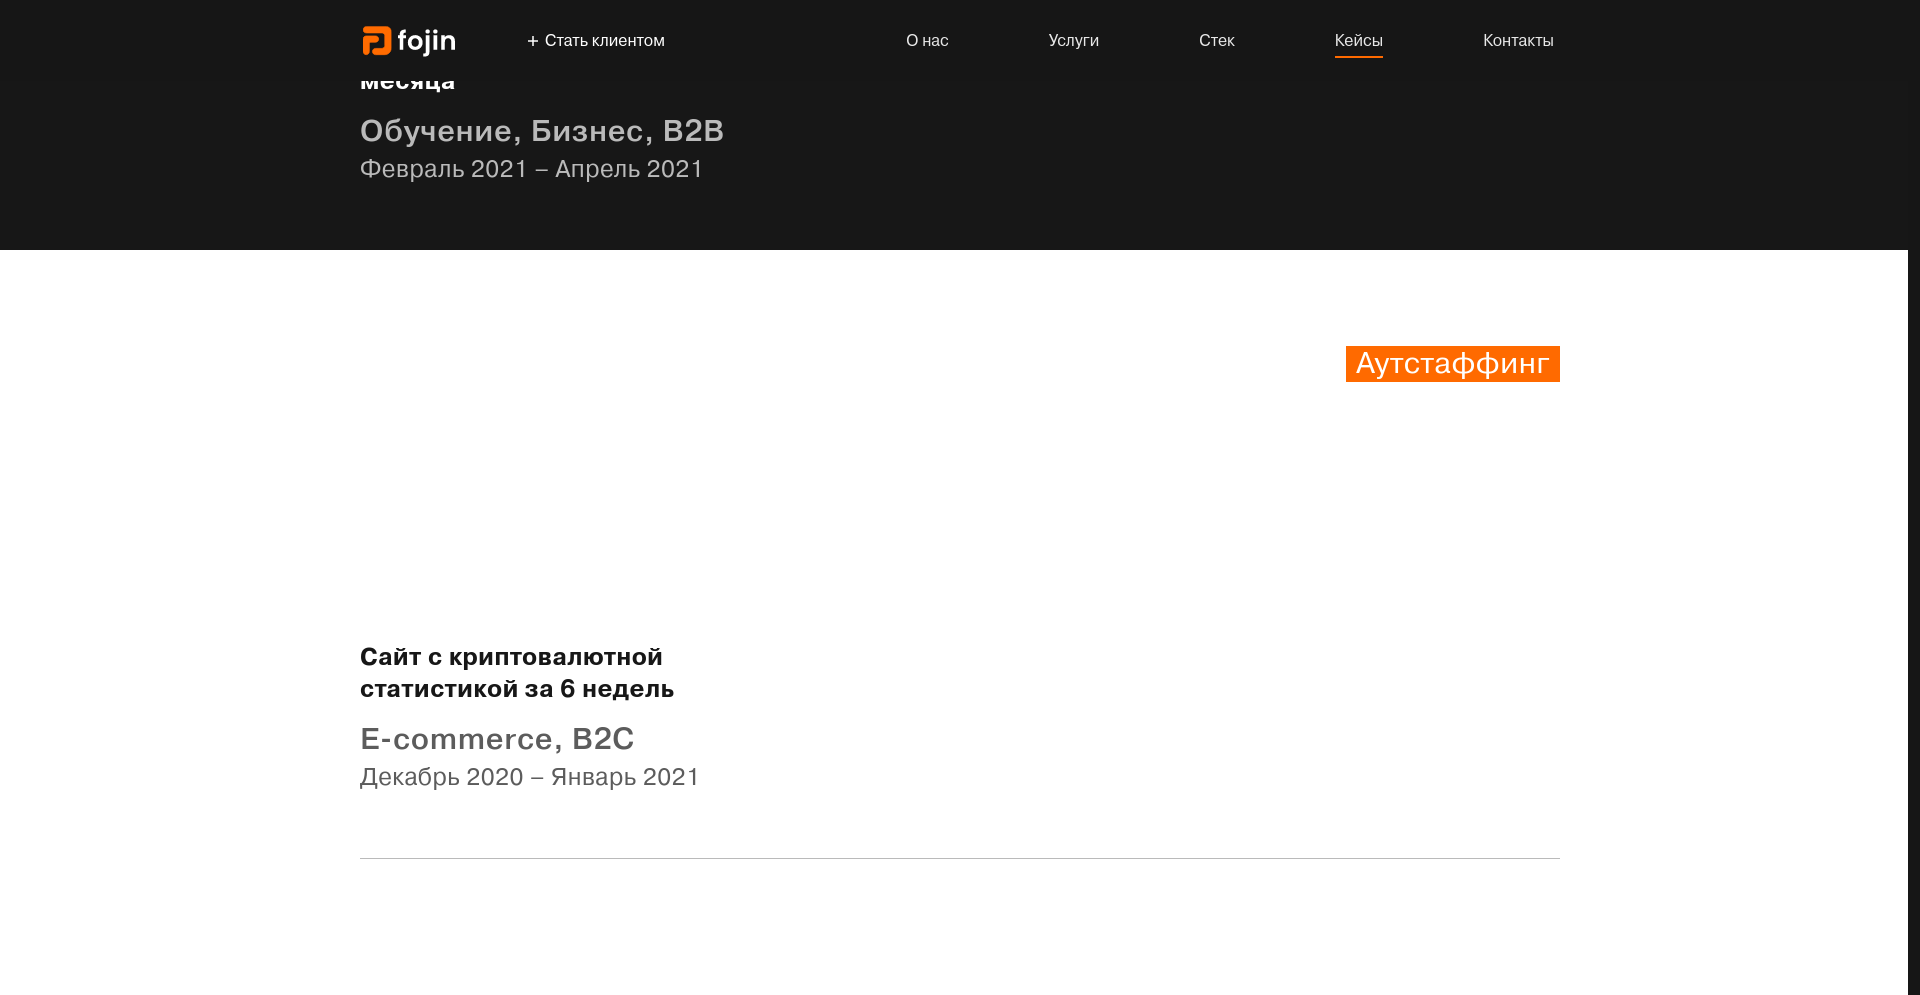 fojin
+ Стать клиентом
О нас
Услуги
Стек
Кейсы
Контакты
месяца
Обучение, Бизнес, B2B
Февраль 2021 – Апрель 2021
Аутстаффинг
Сайт с криптовалютной
статистикой за 6 недель
E-commerce, B2C
Декабрь 2020 – Январь 2021